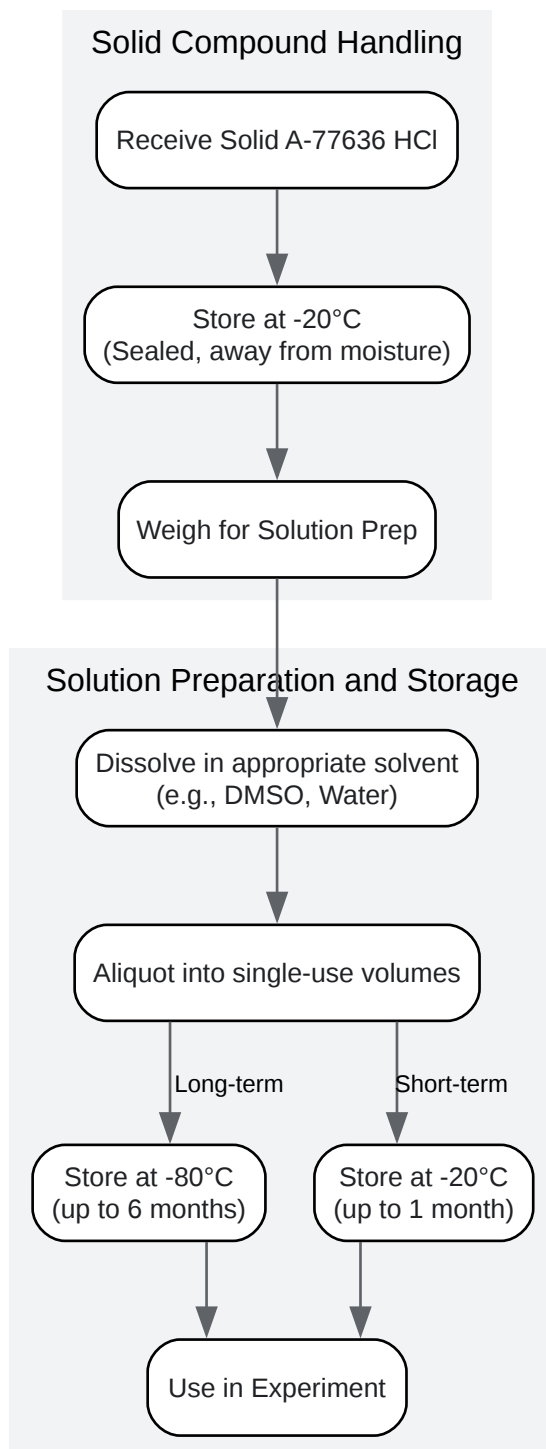 Solid Compound Handling
Receive Solid A-77636 HCl
Store at -20°C
(Sealed, away from moisture)
Weigh for Solution Prep
Solution Preparation and Storage
Dissolve in appropriate solvent
(e.g., DMSO, Water)
Aliquot into single-use volumes
Long-term
Short-term
Store at -80°C
(up to 6 months)
Store at -20°C
(up to 1 month)
Use in Experiment